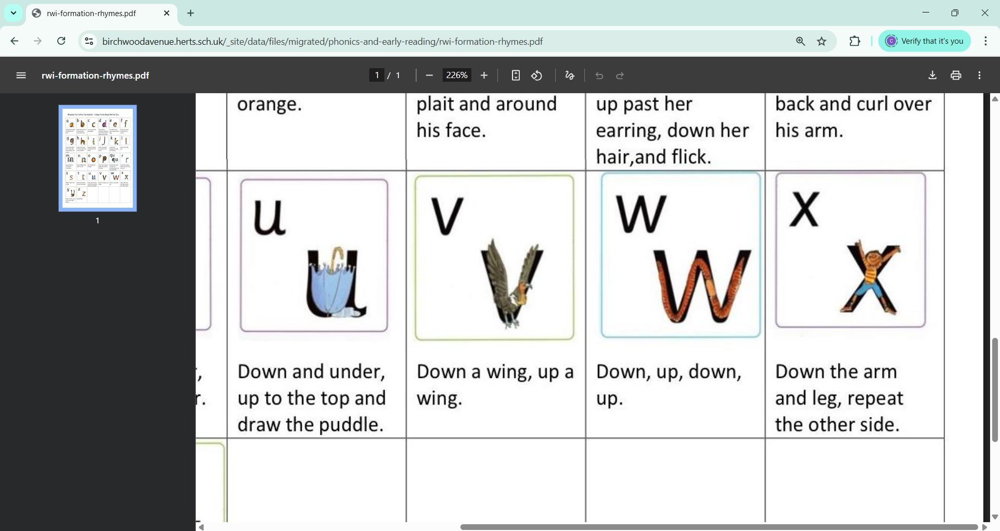 rwi-formation-rhymes.pdf
birchwoodavenue.herts.sch.uk/_site/data/files/migrated/phonics-and-early-reading/rwi-formation-rhymes.pdf
C
Verify that it's you
rwi-formation-rhymes.pdf
1 / 1
226%
1
orange.
plait and around
his face.
up past her
earring, down her
hair,and flick.
back and curl over
his arm.
,
r.
u
u
Down and under,
up to the top and
draw the puddle.
v
v
Down a wing, up a
wing.
w
w
Down, up, down,
up.
x
x
Down the arm
and leg, repeat
the other side.